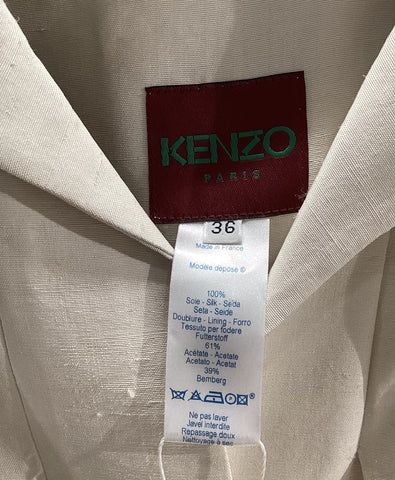 KENZO
PARIS
36
Made in France
Modèle déposé ©
100%
Soie - Silk - Seda
Seta - Seide
Doublure - Lining - Forro
Tessuto per fodero
Futterstoff
61%
Acétate - Acetate
Acetato - Acetat
39%
Bemberg
Ne pas laver
Javel interdite
Repassage doux
Nettoyage à sec